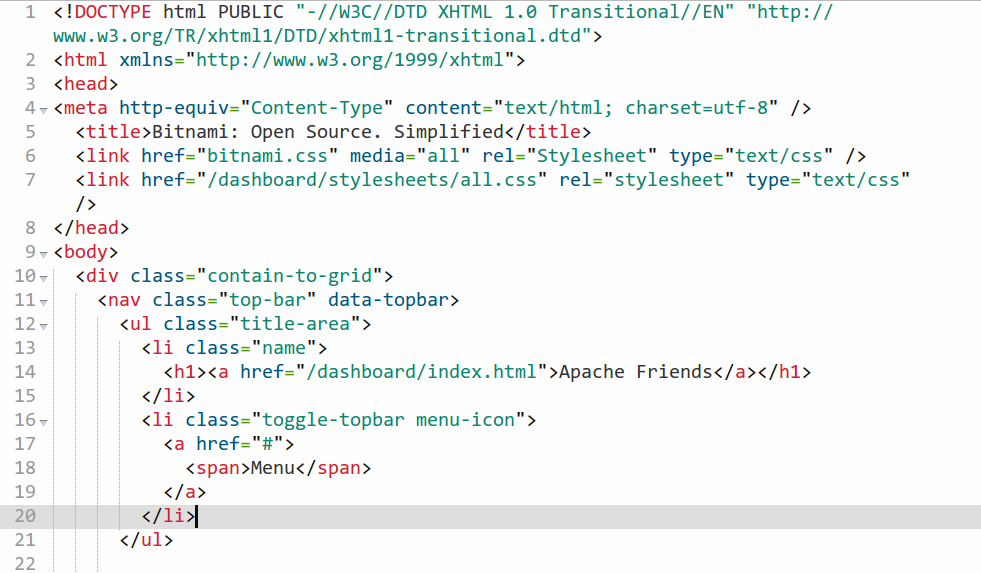 1 <!DOCTYPE html PUBLIC "-//W3C//DTD XHTML 1.0 Transitional//EN" "http://
www.w3.org/TR/xhtml1/DTD/xhtml1-transitional.dtd">
2 <html xmlns="http://www.w3.org/1999/xhtml">
3 <head>
4 <meta http-equiv="Content-Type" content="text/html; charset=utf-8" />
5 <title>Bitnami: Open Source. Simplified</title>
6 <link href="bitnami.css" media="all" rel="Stylesheet" type="text/css" />
7 <link href="/dashboard/stylesheets/all.css" rel="stylesheet" type="text/css"
/>
8 </head>
9 <body>
10 <div class="contain-to-grid">
11 <nav class="top-bar" data-topbar>
12 <ul class="title-area">
13 <li class="name">
14 <h1><a href="/dashboard/index.html">Apache Friends</a></h1>
15 </li>
16 <li class="toggle-topbar menu-icon">
17 <a href="#">
18 <span>Menu</span>
19 </a>
20 </li>
21 </ul>
22